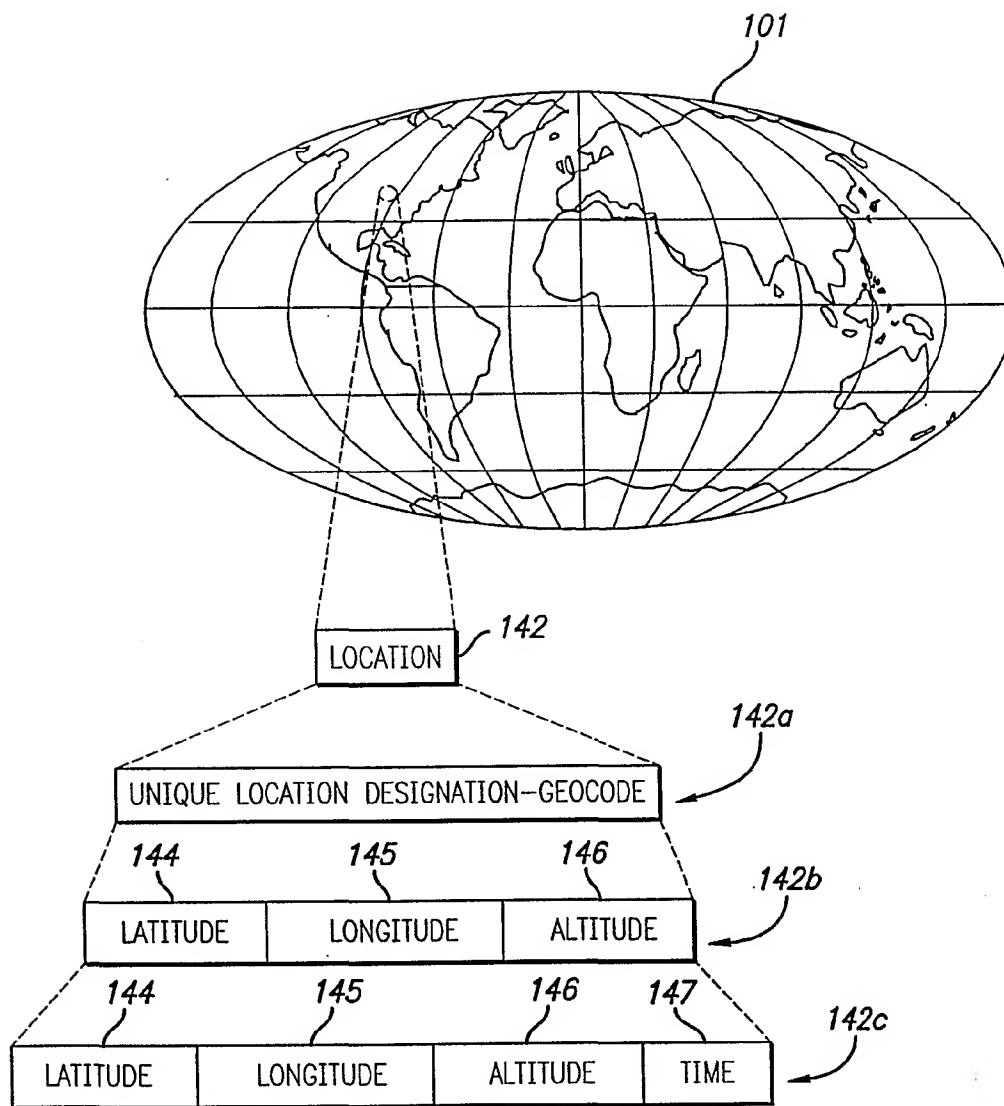 101
LOCATION
142
142a
UNIQUE LOCATION DESIGNATION-GEOCODE
144 145 146
142b
LATITUDE LONGITUDE ALTITUDE
144 145 146 147
142c
LATITUDE LONGITUDE ALTITUDE TIME